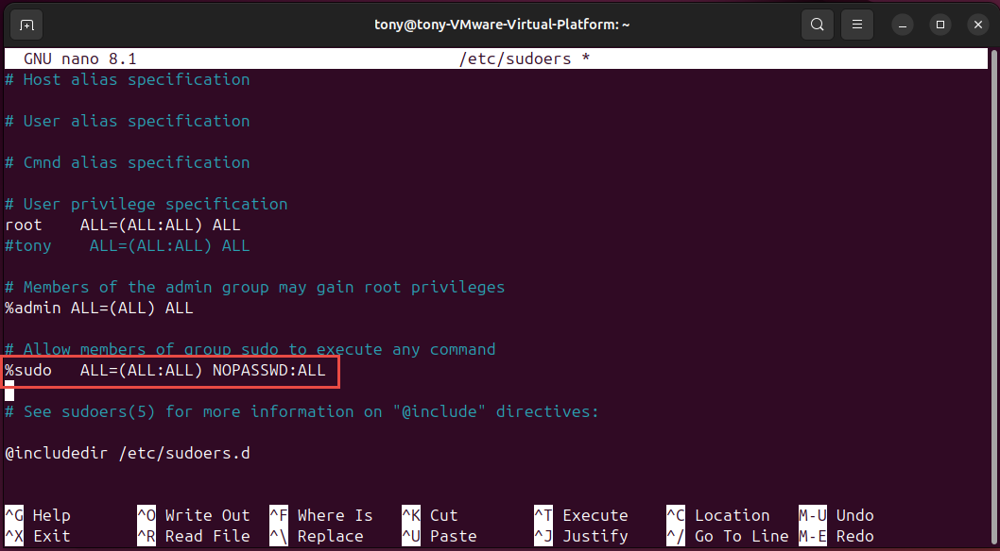 tony@tony-VMware-Virtual-Platform: ~
GNU nano 8.1 /etc/sudoers *
# Host alias specification
# User alias specification
# Cmnd alias specification
# User privilege specification
root ALL=(ALL:ALL) ALL
#tony ALL=(ALL:ALL) ALL
# Members of the admin group may gain root privileges
%admin ALL=(ALL) ALL
# Allow members of group sudo to execute any command
%sudo ALL=(ALL:ALL) NOPASSWD:ALL
# See sudoers(5) for more information on "@include" directives:
@includedir /etc/sudoers.d
^G Help ^O Write Out ^F Where Is ^K Cut ^T Execute ^C Location M-U Undo
^X Exit ^R Read File ^\ Replace ^U Paste ^J Justify ^/ Go To Line M-E Redo